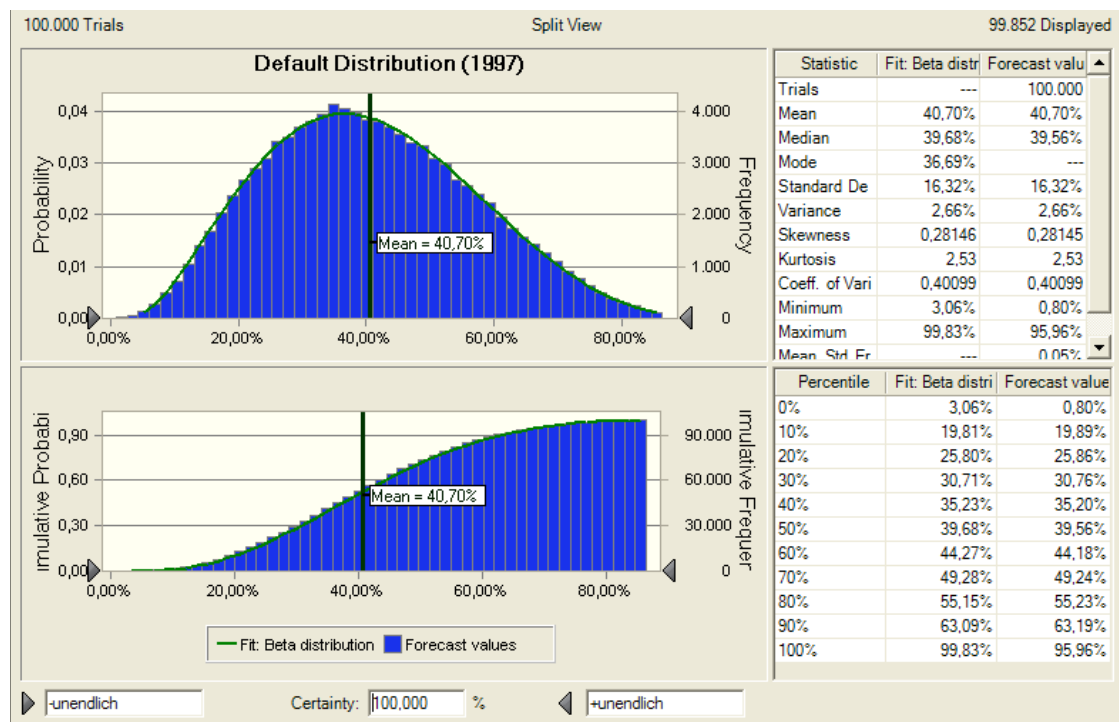 100.000 Trials Split View 99.852 Displayed
Default Distribution (1997)
Probability
0,04
0,03
0,02
0,01
0,00
4.000
3.000
2.000
1.000
0
Frequency
Mean = 40,70%
0,00% 20,00% 40,00% 60,00% 80,00%
Statistic Fit: Beta distr Forecast valu
Trials --- 100.000
Mean 40,70% 40,70%
Median 39,68% 39,56%
Mode 36,69% ---
Standard De 16,32% 16,32%
Variance 2,66% 2,66%
Skewness 0,28146 0,28145
Kurtosis 2,53 2,53
Coeff. of Vari 0,40099 0,40099
Minimum 3,06% 0,80%
Maximum 99,83% 95,96%
Mean Std Er --- 0.05%
imulative Probabi
0,90
0,60
0,30
0,00
90.000
60.000
30.000
0
imulative Frequer
Mean = 40,70%
0,00% 20,00% 40,00% 60,00% 80,00%
Fit: Beta distribution Forecast values
Percentile Fit: Beta distri Forecast value
0% 3,06% 0,80%
10% 19,81% 19,89%
20% 25,80% 25,86%
30% 30,71% 30,76%
40% 35,23% 35,20%
50% 39,68% 39,56%
60% 44,27% 44,18%
70% 49,28% 49,24%
80% 55,15% 55,23%
90% 63,09% 63,19%
100% 99,83% 95,96%
-unendlich Certainty: 100,000 % +unendlich